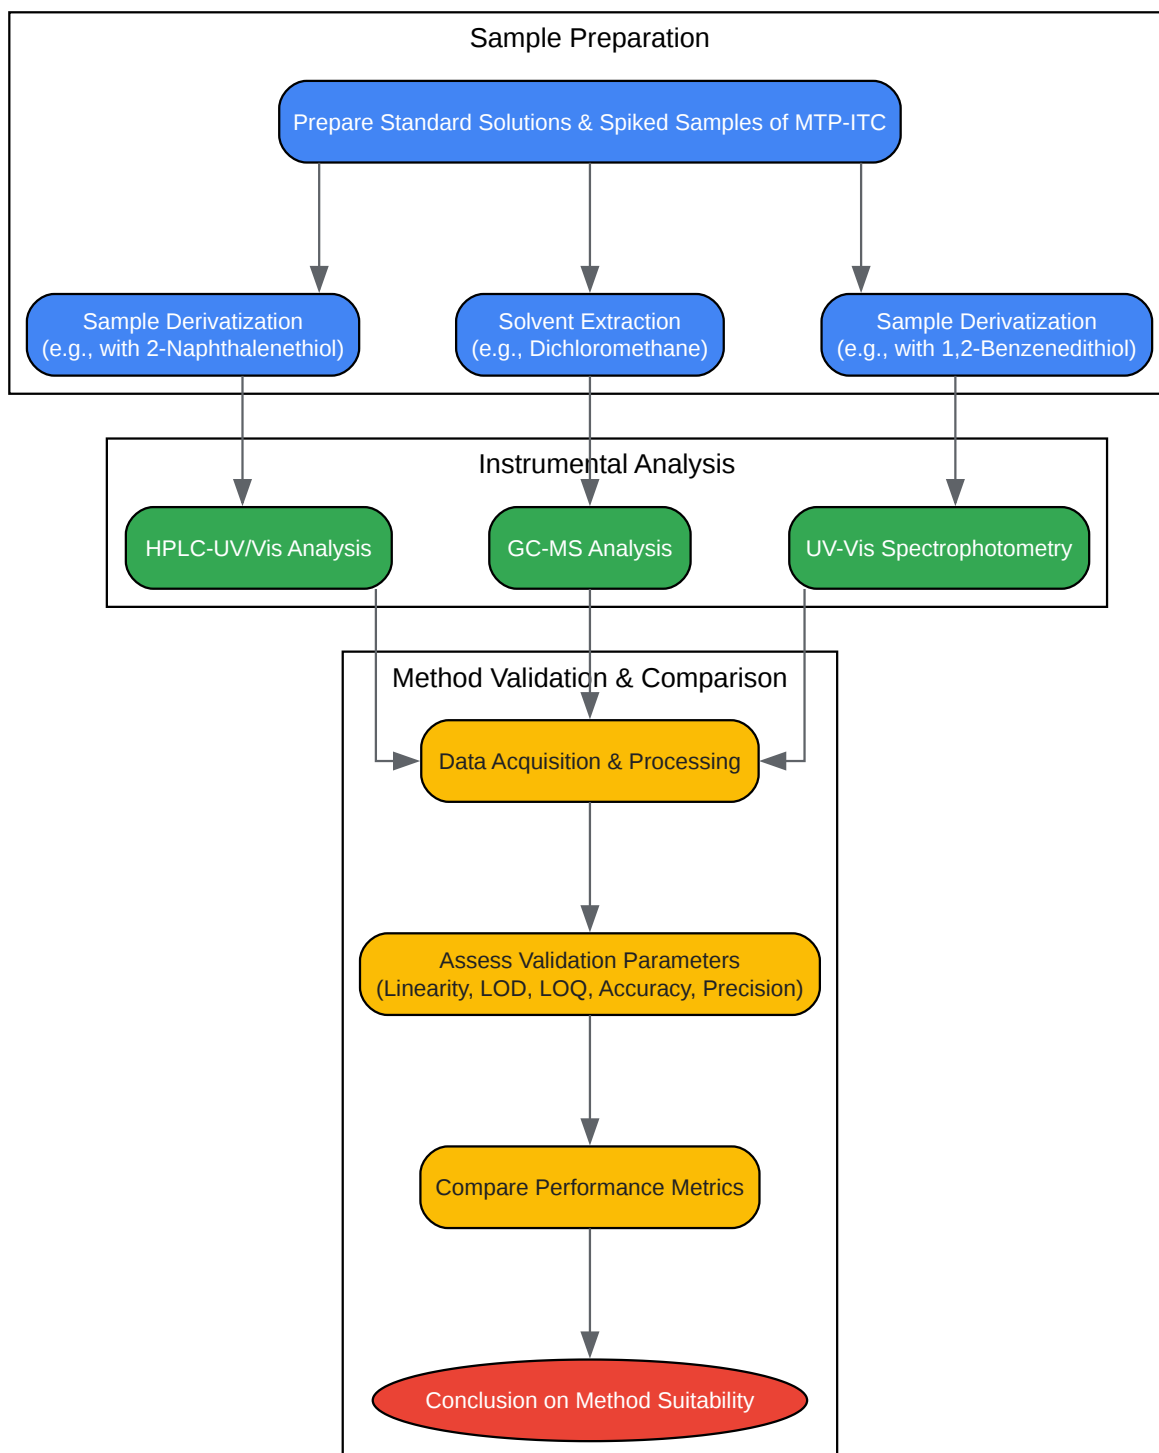 Sample Preparation
Prepare Standard Solutions & Spiked Samples of MTP-ITC
Sample Derivatization
(e.g., with 2-Naphthalenethiol)
Solvent Extraction
(e.g., Dichloromethane)
Sample Derivatization
(e.g., with 1,2-Benzenedithiol)
Instrumental Analysis
HPLC-UV/Vis Analysis
GC-MS Analysis
UV-Vis Spectrophotometry
Method Validation & Comparison
Data Acquisition & Processing
Assess Validation Parameters
(Linearity, LOD, LOQ, Accuracy, Precision)
Compare Performance Metrics
Conclusion on Method Suitability